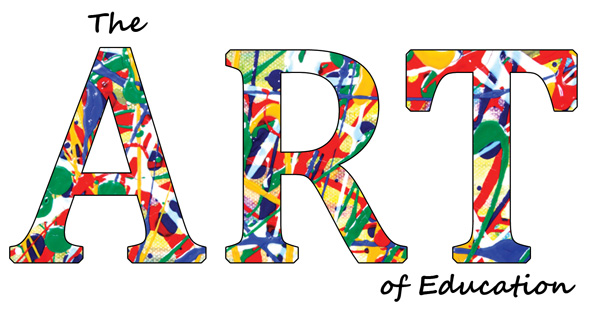 The
ART
of Education